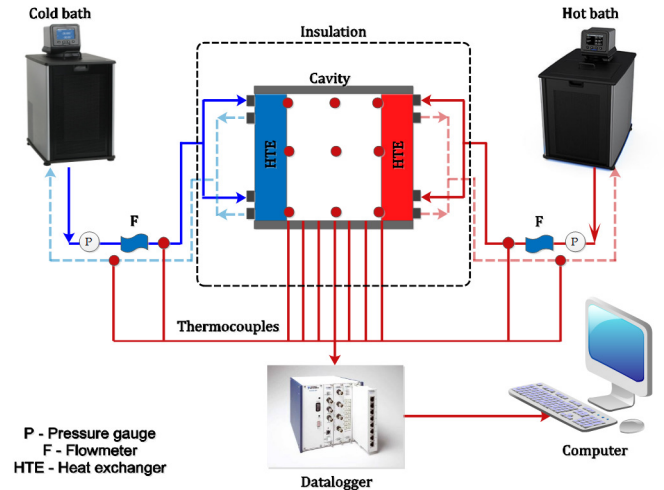 Cold bath
Hot bath
Insulation
Cavity
HTE
HTE
F
F
P
P
Thermocouples
P - Pressure gauge
F - Flowmeter
HTE - Heat exchanger
Computer
Datalogger